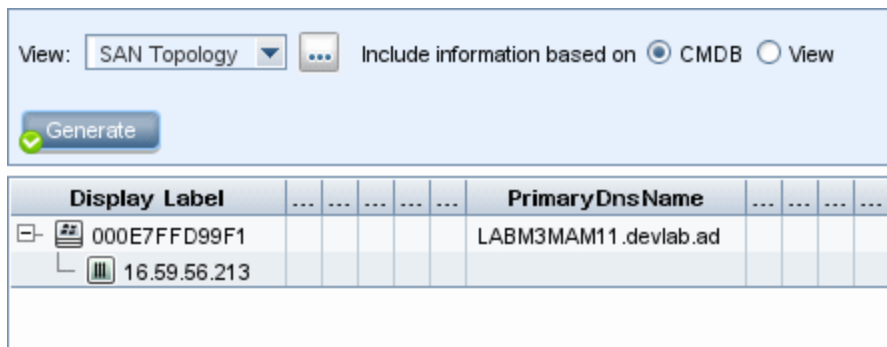 View: SAN Topology ... Include information based on CMDB View
Generate
Display Label ... ... ... ... ... PrimaryDnsName ... ... ... ...
000E7FFD99F1 LABM3MAM11.devlab.ad
16.59.56.213